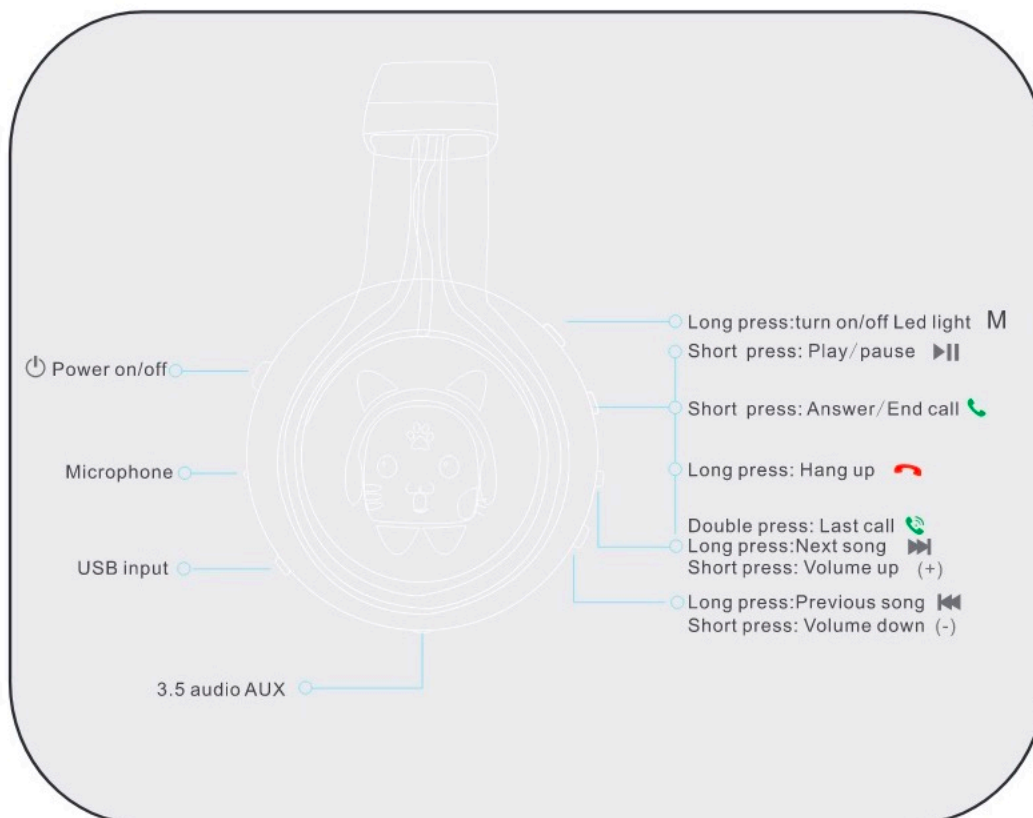 Power on/off
Microphone
USB input
3.5 audio AUX
Long press:turn on/off Led light M
Short press: Play/pause
Short press: Answer/End call
Long press: Hang up
Double press: Last call
Long press:Next song
Short press: Volume up (+)
Long press:Previous song
Short press: Volume down (-)